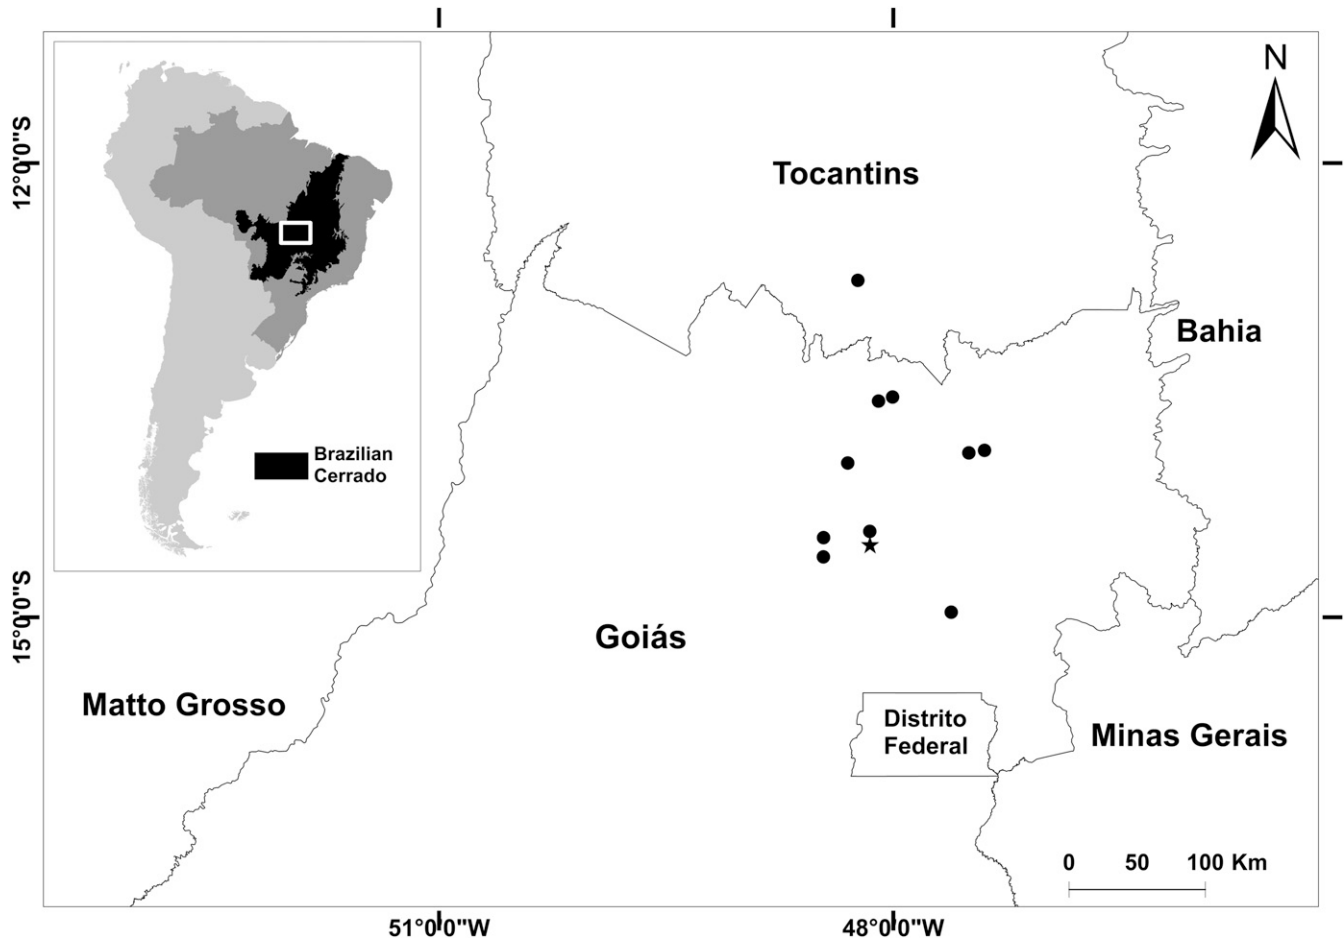 N
12°0'0"S
Tocantins
Bahia
Brazilian
Cerrado
15°0'0"S
Goiás
Matto Grosso
Distrito
Federal
Minas Gerais
0 50 100 Km
51°0'0"W 48°0'0"W